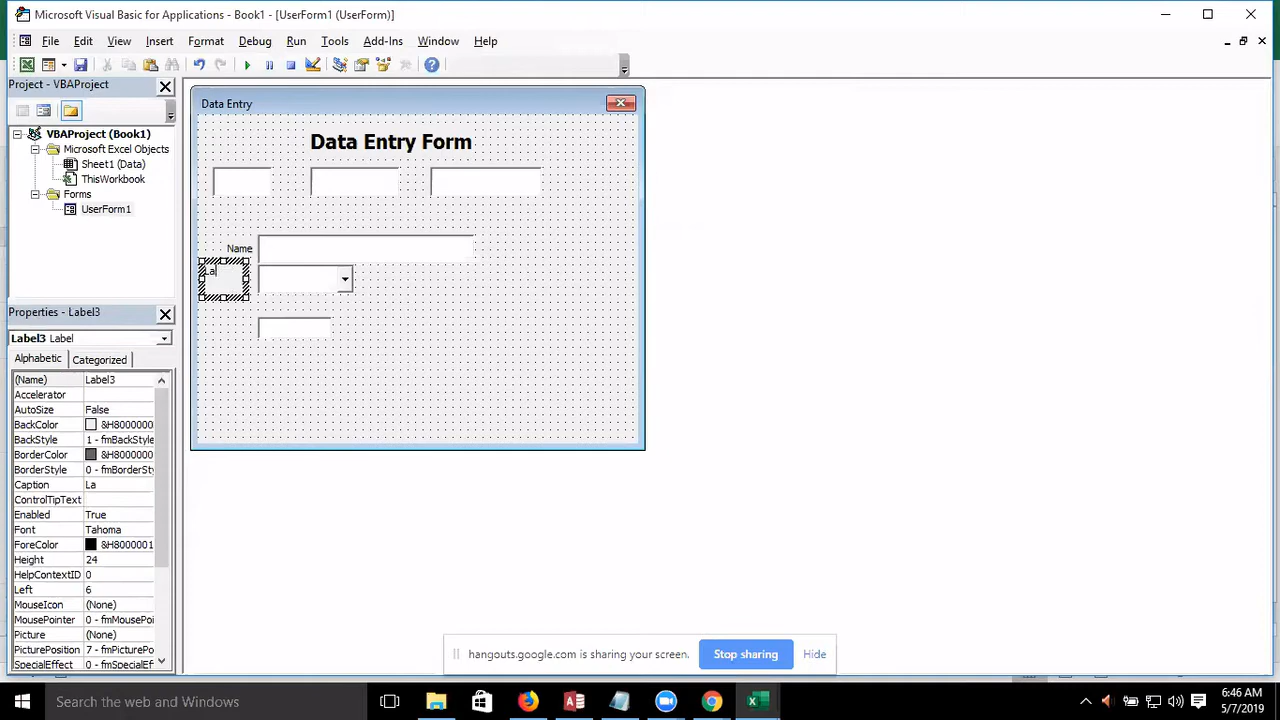 Microsoft Visual Basic for Applications - Book1 - [UserForm1 (UserForm)]
File Edit View Insert Format Debug Run Tools Add-Ins Window Help
Project - VBAProject
VBAProject (Book1)
Microsoft Excel Objects
Sheet1 (Data)
ThisWorkbook
Forms
UserForm1
Data Entry
Data Entry Form
Name
La
Properties - Label3
Label3 Label
Alphabetic Categorized
(Name) Label3
Accelerator
AutoSize False
BackColor &H8000000
BackStyle 1 - fmBackStyle
BorderColor &H8000000
BorderStyle 0 - fmBorderSt
Caption La
ControlTipText
Enabled True
Font Tahoma
ForeColor &H8000001
Height 24
HelpContextID 0
Left 6
MouseIcon (None)
MousePointer 0 - fmMousePoi
Picture (None)
PicturePosition 7 - fmPicturePo
SpecialEffect 0 - fmSpecialEf
hangouts.google.com is sharing your screen. Stop sharing Hide
Search the web and Windows
6:46 AM
5/7/2019